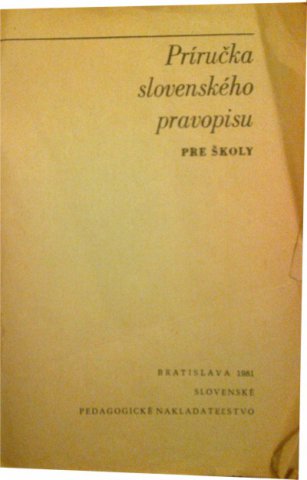 Príručka
slovenského
pravopisu
PRE ŠKOLY
BRATISLAVA 1981
SLOVENSKÉ
PEDAGOGICKÉ NAKLADATEĽSTVO